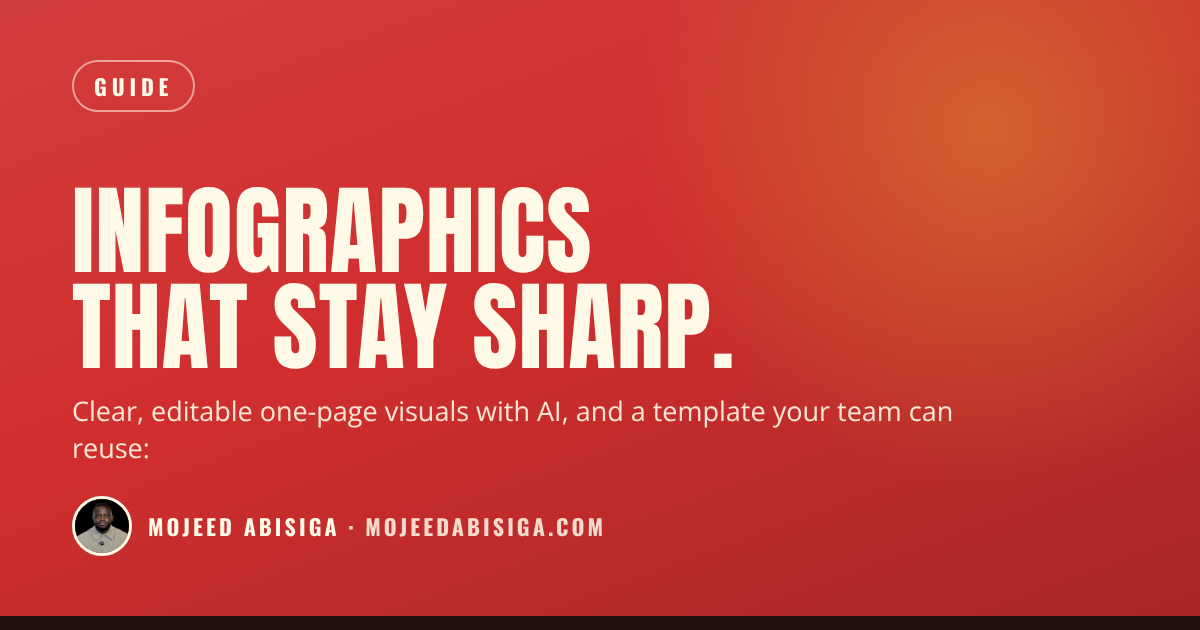 GUIDE
INFOGRAPHICS
THAT STAY SHARP.
Clear, editable one-page visuals with AI, and a template your team can
reuse:
MOJEED ABISIGA · MOJEEDABISIGA.COM